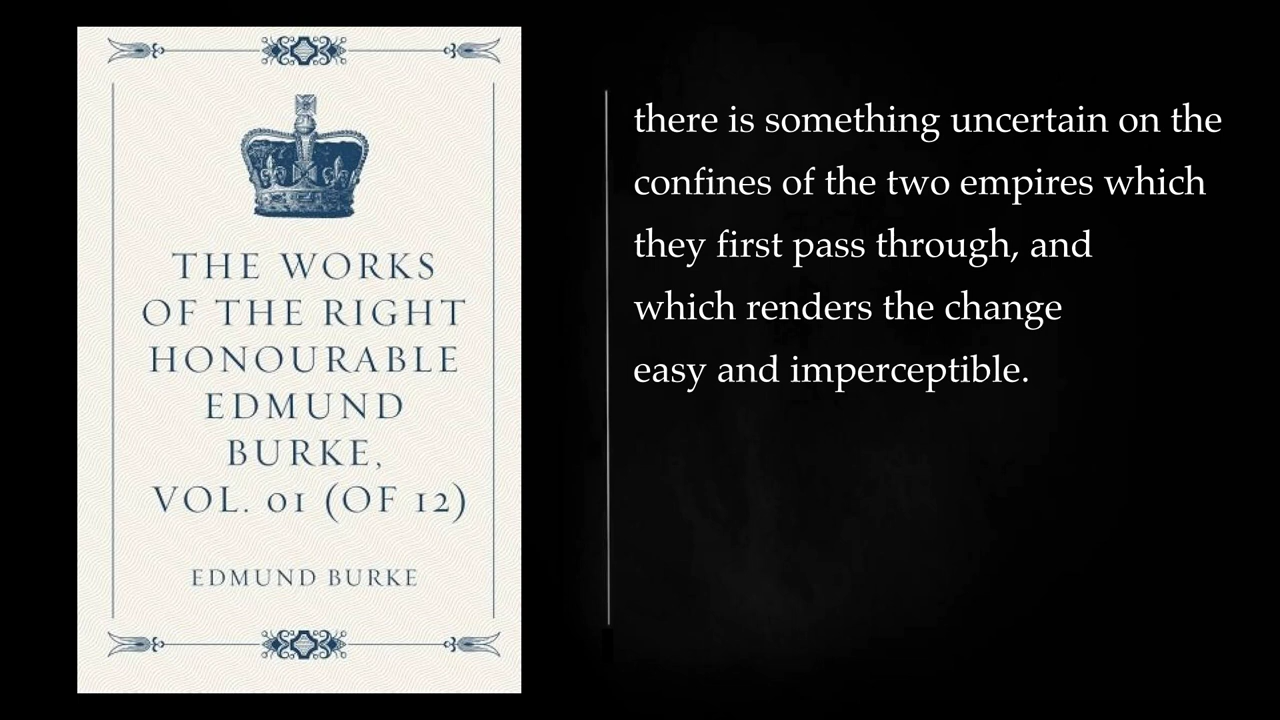 THE WORKS
OF THE RIGHT
HONOURABLE
EDMUND
BURKE,
VOL. 01 (OF 12)
EDMUND BURKE
there is something uncertain on the
confines of the two empires which
they first pass through, and
which renders the change
easy and imperceptible.